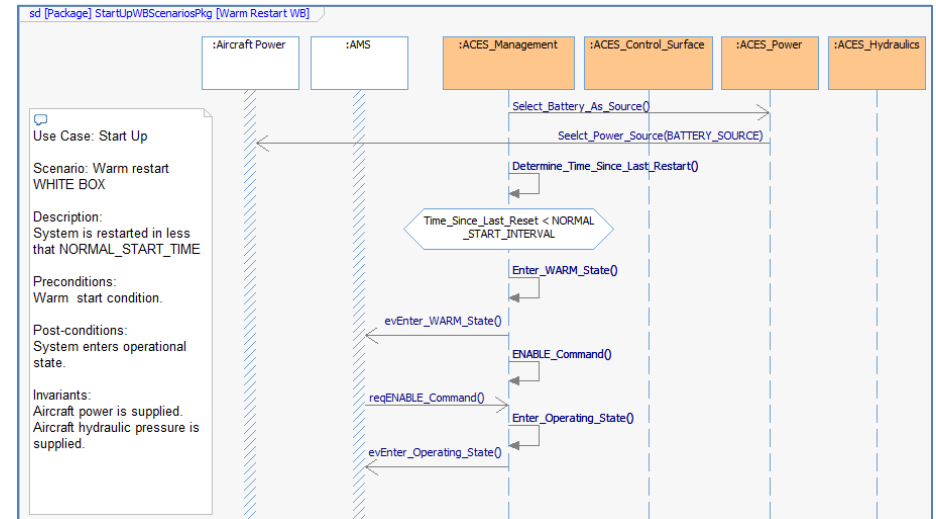 sd [Package] StartUpWBScenariosPkg [Warm Restart WB]
:Aircraft Power
:AMS
:ACES_Management
:ACES_Control_Surface
:ACES_Power
:ACES_Hydraulics
Use Case: Start Up
Scenario: Warm restart
WHITE BOX
Description:
System is restarted in less
that NORMAL_START_TIME
Preconditions:
Warm start condition.
Post-conditions:
System enters operational
state.
Invariants:
Aircraft power is supplied.
Aircraft hydraulic pressure is
supplied.
Select_Battery_As_Source()
Seelct_Power_Source(BATTERY_SOURCE)
Determine_Time_Since_Last_Restart()
Time_Since_Last_Reset < NORMAL
_START_INTERVAL
Enter_WARM_State()
evEnter_WARM_State()
ENABLE_Command()
reqENABLE_Command()
Enter_Operating_State()
evEnter_Operating_State()